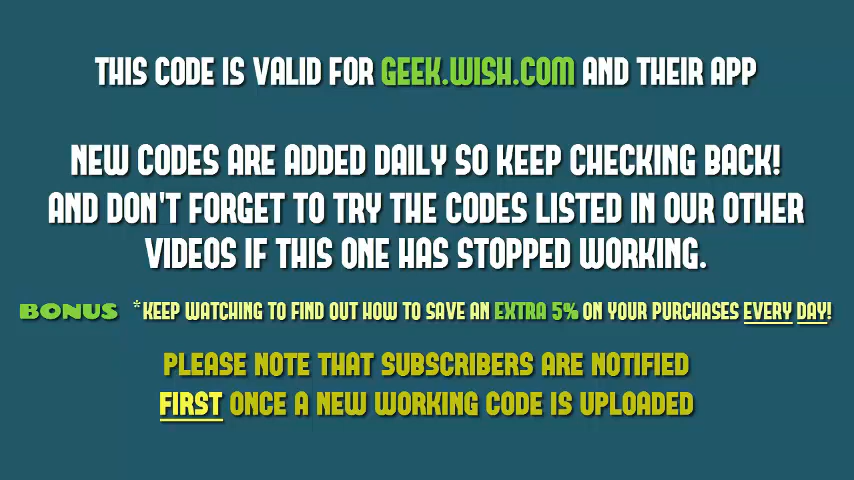 THIS CODE IS VALID FOR GEEK.WISH.COM AND THEIR APP
NEW CODES ARE ADDED DAILY SO KEEP CHECKING BACK!
AND DON'T FORGET TO TRY THE CODES LISTED IN OUR OTHER
VIDEOS IF THIS ONE HAS STOPPED WORKING.
BONUS *KEEP WATCHING TO FIND OUT HOW TO SAVE AN EXTRA 5% ON YOUR PURCHASES EVERY DAY!
PLEASE NOTE THAT SUBSCRIBERS ARE NOTIFIED
FIRST ONCE A NEW WORKING CODE IS UPLOADED